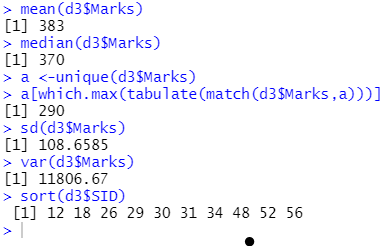 > mean(d3$Marks)
[1] 383
> median(d3$Marks)
[1] 370
> a <-unique(d3$Marks)
> a[which.max(tabulate(match(d3$Marks,a)))]
[1] 290
> sd(d3$Marks)
[1] 108.6585
> var(d3$Marks)
[1] 11806.67
> sort(d3$SID)
 [1] 12 18 26 29 30 31 34 48 52 56
>